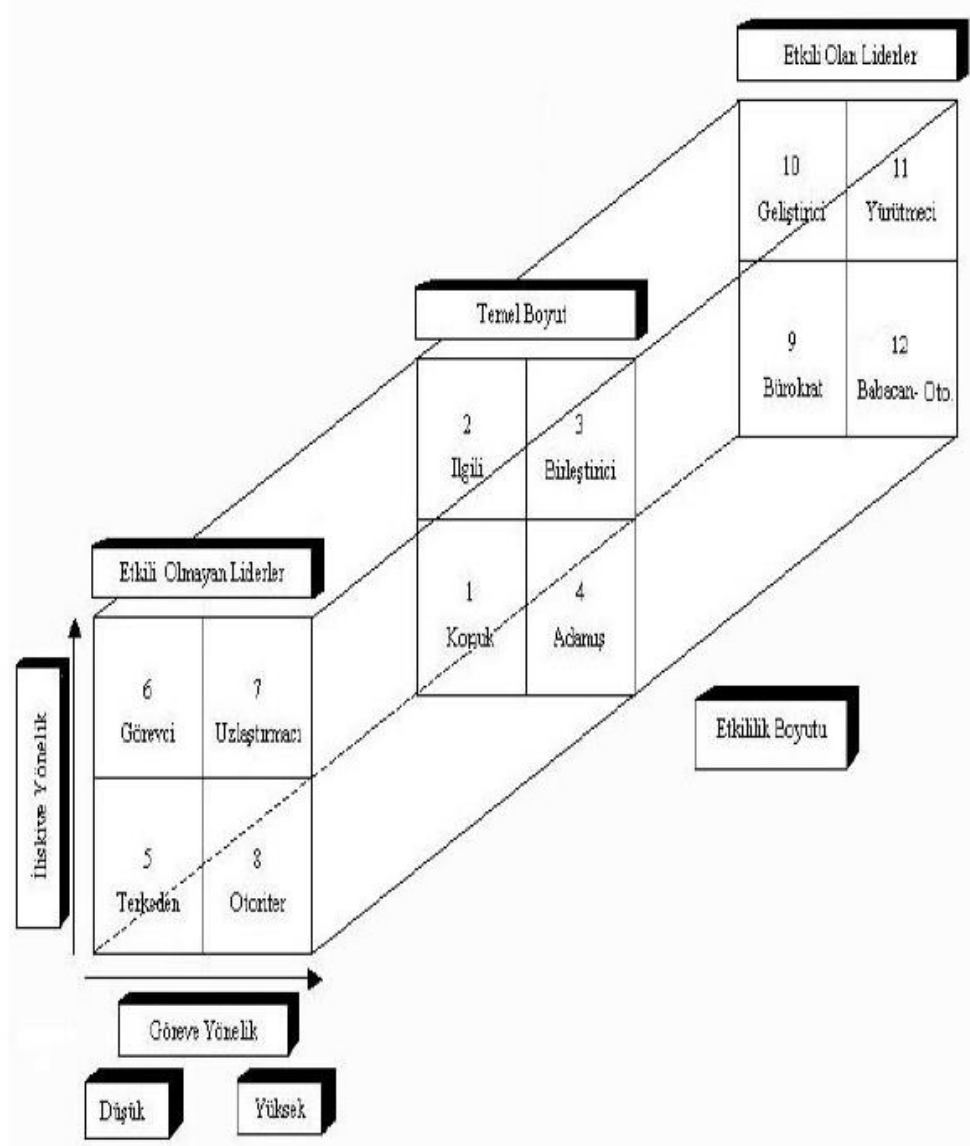 Etkili Olan Liderler
10
Geliştirici
11
Yürütmeci
9
Bürokrat
12
Babacan- Oto.
Temel Boyut
2
Ilgili
3
Birleştirici
1
Kopuk
4
Adanış
Etkili Olmayan Liderler
6
Görevci
7
Uzlaştırmacı
5
Terkeden
8
Otoriter
İlişkiye Yönelik
Etkililik Boyutu
Göreve Yönelik
Düşük
Yüksek